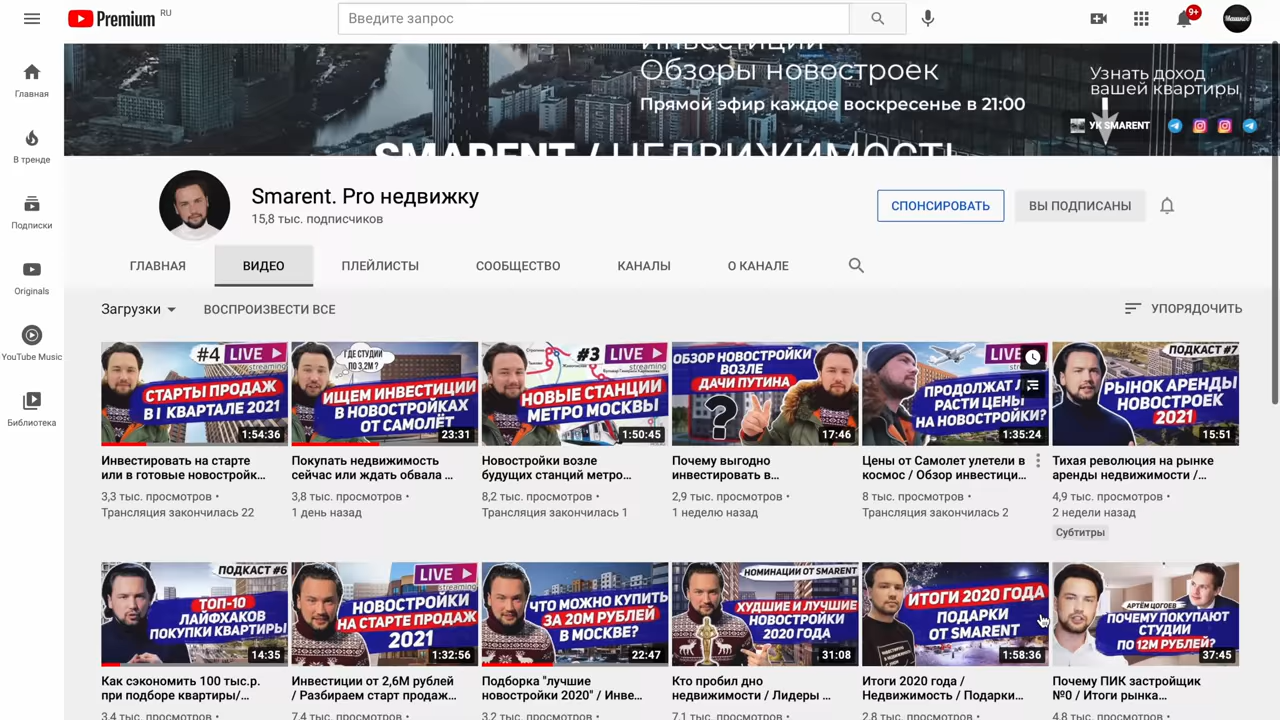 Premium RU
Введите запрос
9+
Машков
Главная
В тренде
Подписки
Originals
YouTube Music
Библиотека
Инвестиции
Обзоры новостроек
Прямой эфир каждое воскресенье в 21:00
SMARENT / НЕДВИЖИМОСТЬ
Узнать доход
вашей квартиры
УК SMARENT
Smarent. Pro недвижку
15,8 тыс. подписчиков
СПОНСИРОВАТЬ
ВЫ ПОДПИСАНЫ
ГЛАВНАЯ
ВИДЕО
ПЛЕЙЛИСТЫ
СООБЩЕСТВО
КАНАЛЫ
О КАНАЛЕ
Загрузки
ВОСПРОИЗВЕСТИ ВСЕ
УПОРЯДОЧИТЬ
#4 LIVE
streaming
СТАРТЫ ПРОДАЖ
В I КВАРТАЛЕ 2021
1:54:36
Инвестировать на старте
или в готовые новостройк…
3,3 тыс. просмотров •
Трансляция закончилась 22
ГДЕ СТУДИИ
ПО 3,2М ?
ИЩЕМ ИНВЕСТИЦИИ
В НОВОСТРОЙКАХ
ОТ САМОЛЁТ
23:31
Покупать недвижимость
сейчас или ждать обвала …
3,8 тыс. просмотров •
1 день назад
#3 LIVE
streaming
НОВЫЕ СТАНЦИИ
МЕТРО МОСКВЫ
1:50:45
Новостройки возле
будущих станций метро…
8,2 тыс. просмотров •
Трансляция закончилась 1
ОБЗОР НОВОСТРОЙКИ
ВОЗЛЕ
ДАЧИ ПУТИНА
17:46
Почему выгодно
инвестировать в…
2,9 тыс. просмотров •
1 неделю назад
LIVE
ПРОДОЛЖАТ Л
РАСТИ ЦЕНЫ
НА НОВОСТРОЙКИ?
1:35:24
Цены от Самолет улетели в
космос / Обзор инвестици…
8 тыс. просмотров •
Трансляция закончилась 2
ПОДКАСТ #7
РЫНОК АРЕНДЫ
НОВОСТРОЕК
2021
15:51
Тихая революция на рынке
аренды недвижимости /…
4,9 тыс. просмотров •
2 недели назад
Субтитры
ПОДКАСТ #6
ТОП-10
ЛАЙФХАКОВ
ПОКУПКИ КВАРТИРЫ
14:35
Как сэкономить 100 тыс.р.
при подборе квартиры/…
3,4 тыс. просмотров •
LIVE
streaming
НОВОСТРОЙКИ
НА СТАРТЕ ПРОДАЖ
2021
1:32:56
Инвестиции от 2,6М рублей
/ Разбираем старт продаж…
7,4 тыс. просмотров •
ЧТО МОЖНО КУПИТЬ
ЗА 20М РУБЛЕЙ
В МОСКВЕ?
22:47
Подборка "лучшие
новостройки 2020" / Инве…
3,2 тыс. просмотров •
НОМИНАЦИИ ОТ SMARENT
ХУДШИЕ И ЛУЧШИЕ
НОВОСТРОЙКИ
2020 ГОДА
31:08
Кто пробил дно
недвижимости / Лидеры …
7,1 тыс. просмотров •
ИТОГИ 2020 ГОДА
ПОДАРКИ
ОТ SMARENT
1:58:36
Итоги 2020 года /
Недвижимость / Подарки…
2,8 тыс. просмотров •
АРТЁМ ЦОГОЕВ
ПОЧЕМУ ПОКУПАЮТ
СТУДИИ
ПО 12М РУБЛЕЙ?
37:45
Почему ПИК застройщик
№0 / Итоги рынка…
4,8 тыс. просмотров •